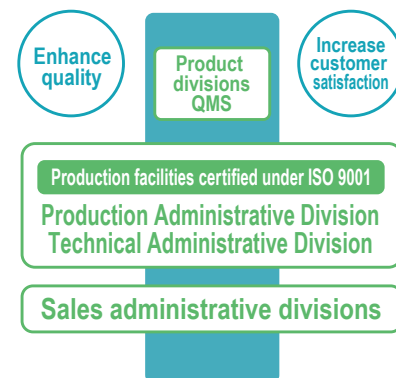 Enhance
quality
Product
divisions
QMS
Increase
customer
satisfaction
Production facilities certified under ISO 9001
Production Administrative Division
Technical Administrative Division
Sales administrative divisions